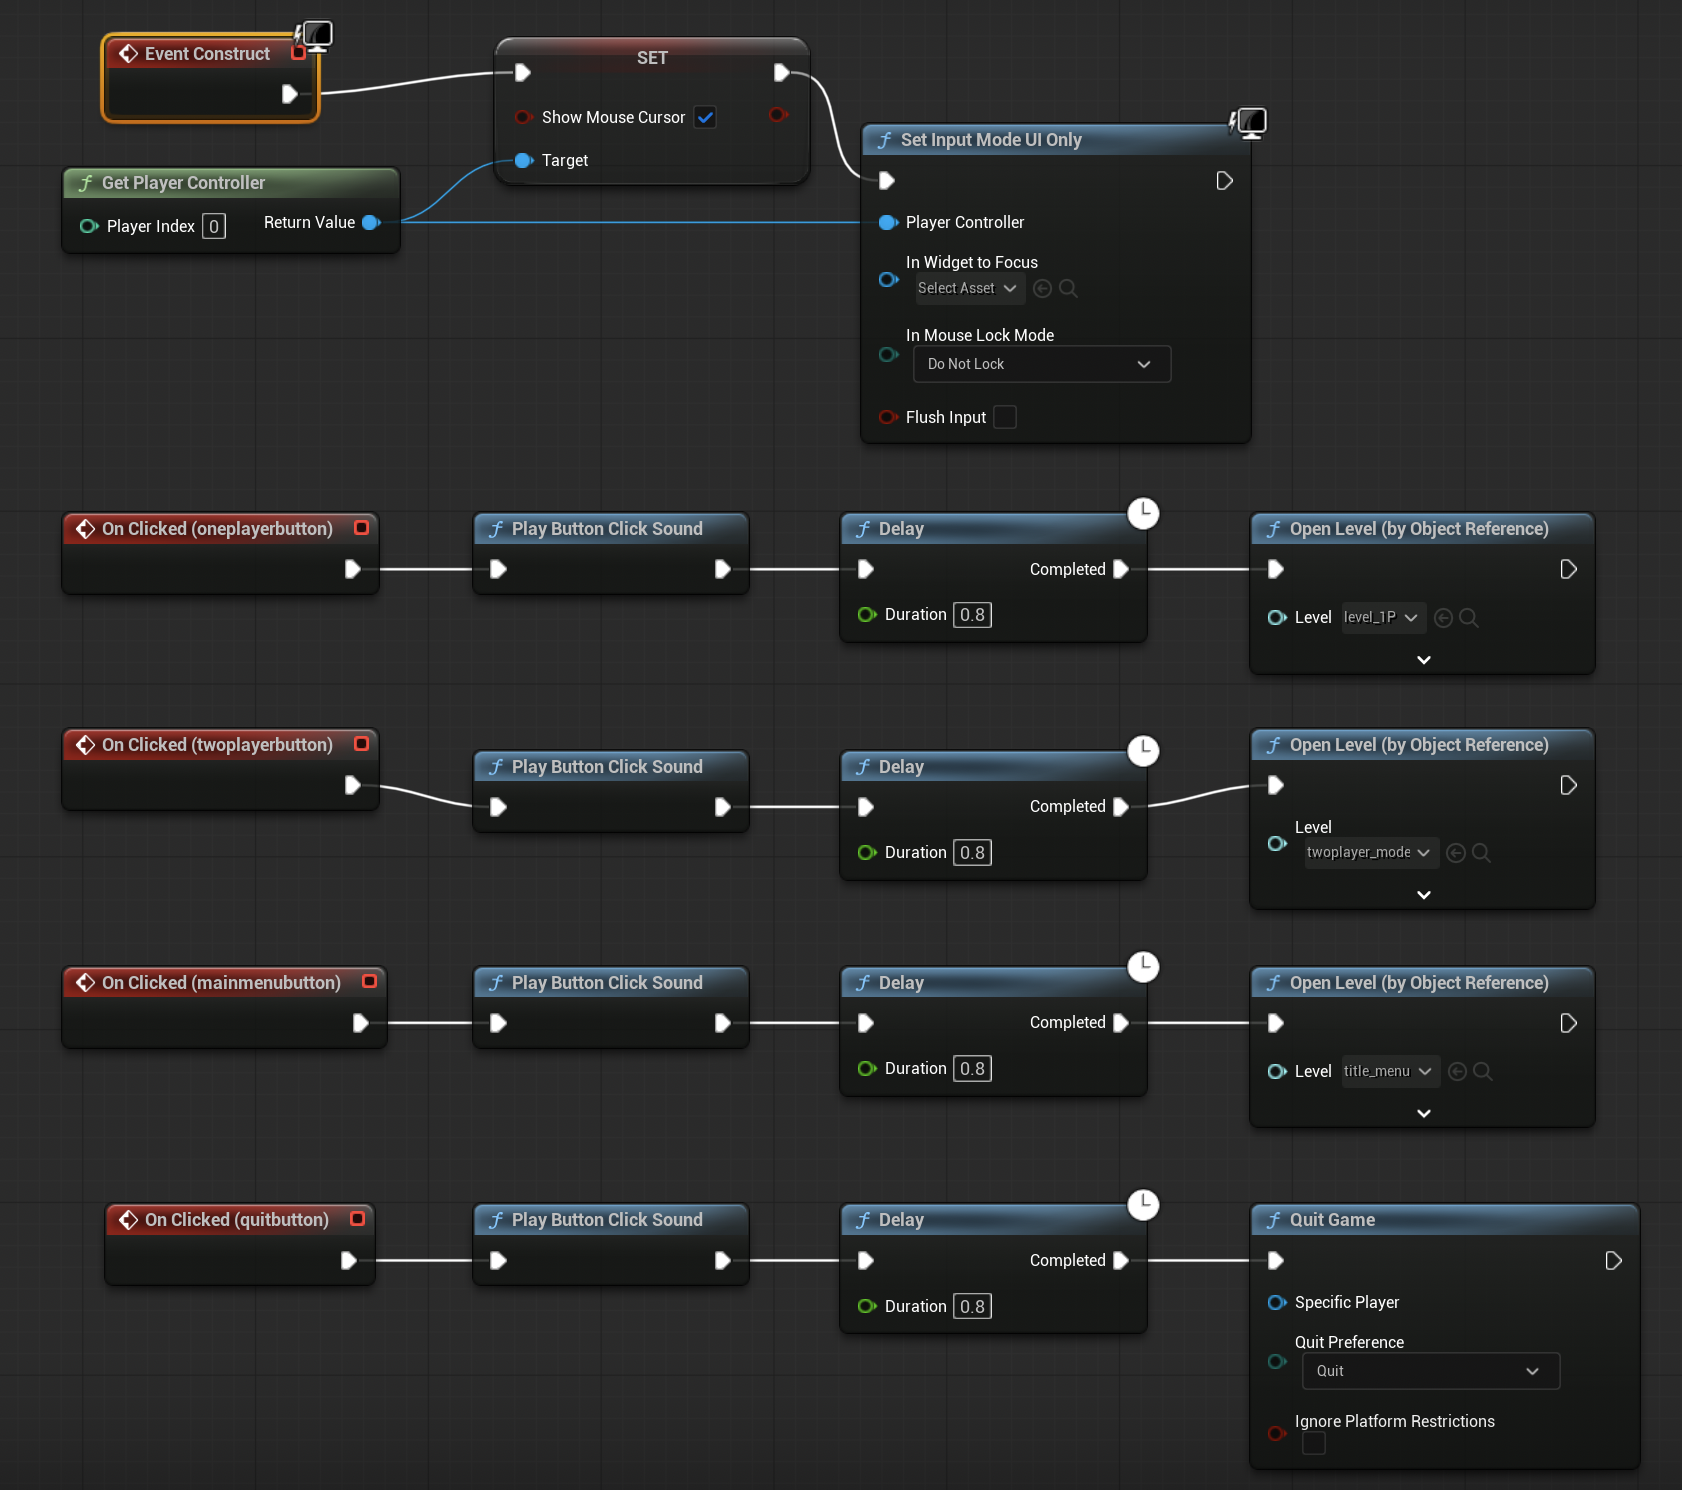 Event Construct
SET
Show Mouse Cursor
Target
f Get Player Controller
Player Index 0 Return Value
f Set Input Mode UI Only
Player Controller
In Widget to Focus
Select Asset
In Mouse Lock Mode
Do Not Lock
Flush Input
On Clicked (oneplayerbutton)
f Play Button Click Sound
f Delay
Completed
Duration 0.8
f Open Level (by Object Reference)
Level level_1P
On Clicked (twoplayerbutton)
f Play Button Click Sound
f Delay
Completed
Duration 0.8
f Open Level (by Object Reference)
Level
twoplayer_mode
On Clicked (mainmenubutton)
f Play Button Click Sound
f Delay
Completed
Duration 0.8
f Open Level (by Object Reference)
Level title_menu
On Clicked (quitbutton)
f Play Button Click Sound
f Delay
Completed
Duration 0.8
f Quit Game
Specific Player
Quit Preference
Quit
Ignore Platform Restrictions